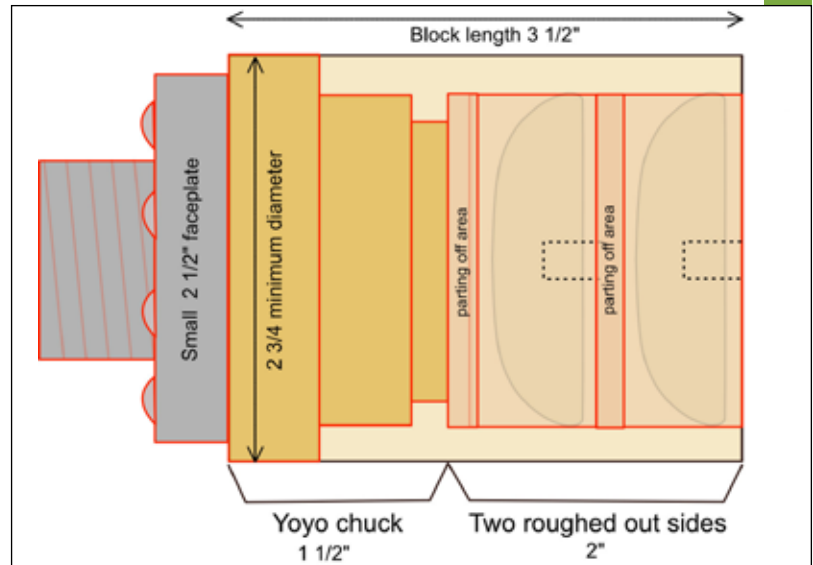 Block length 3 1/2"
Small 2 1/2" faceplate
2 3/4 minimum diameter
parting off area
parting off area
Yoyo chuck
1 1/2"
Two roughed out sides
2"